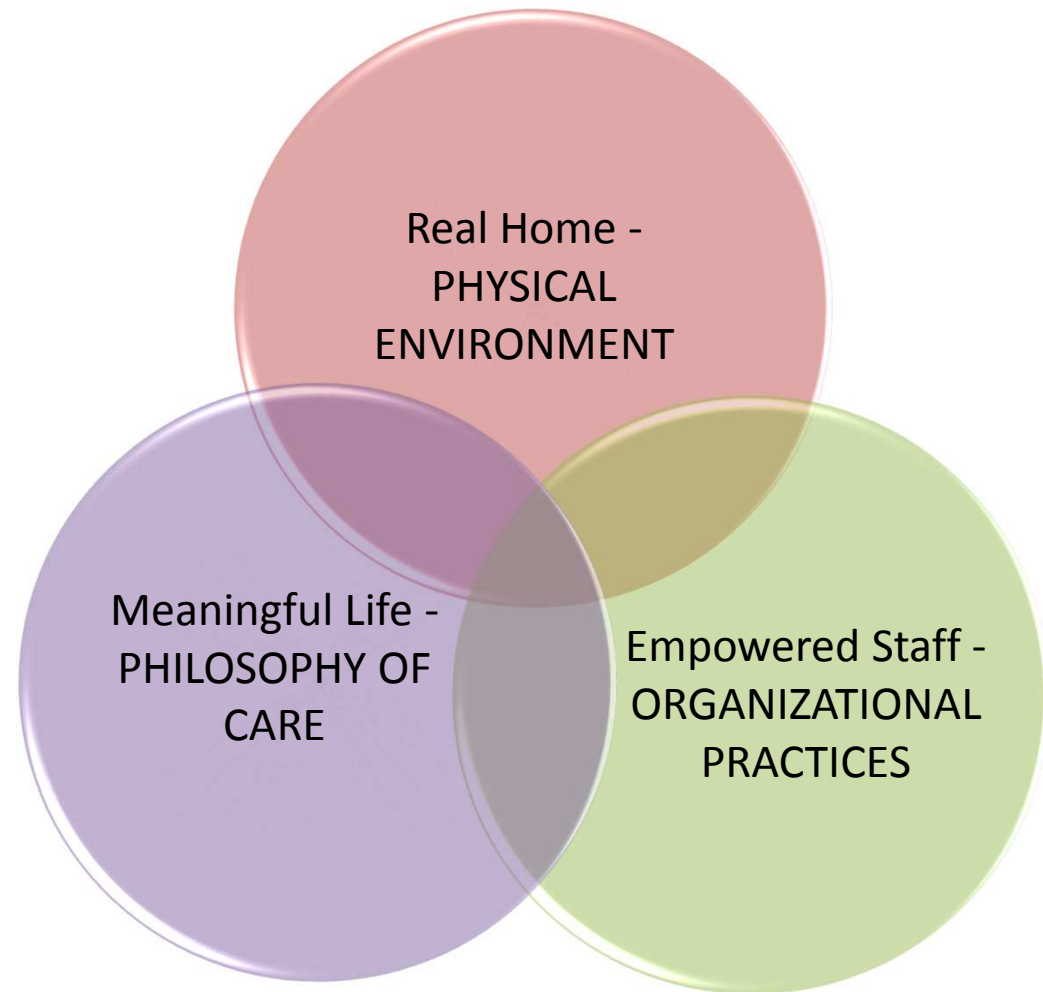 Real Home -
PHYSICAL
ENVIRONMENT
Meaningful Life -
PHILOSOPHY OF
CARE
Empowered Staff -
ORGANIZATIONAL
PRACTICES